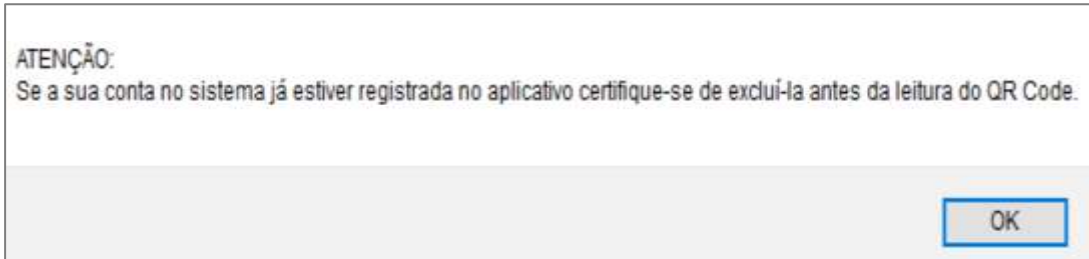 ATENÇÃO:
Se a sua conta no sistema já estiver registrada no aplicativo certifique-se de excluí-la antes da leitura do QR Code.
OK